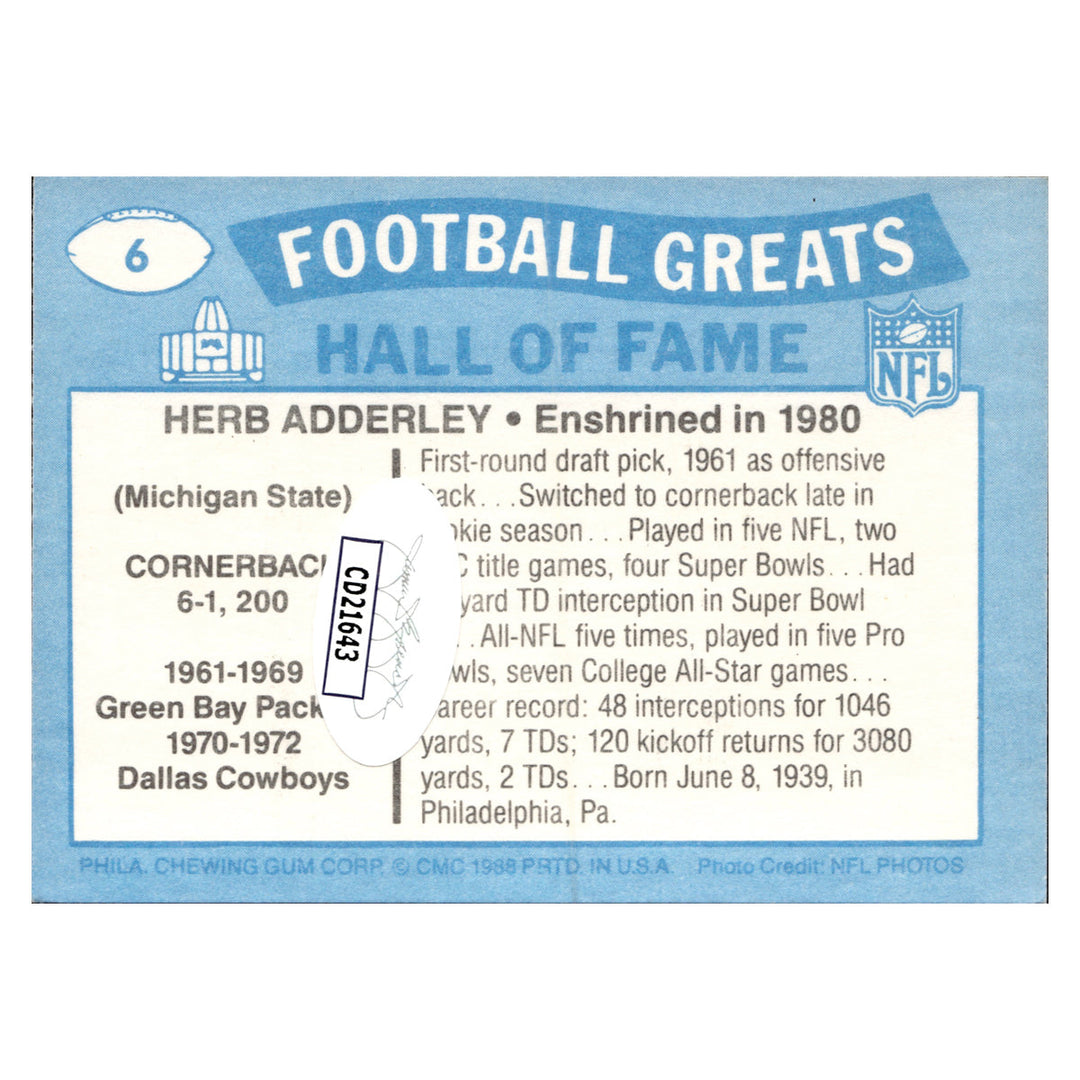 6
FOOTBALL GREATS
HALL OF FAME
NFL
HERB ADDERLEY • Enshrined in 1980
(Michigan State)
CORNERBAC
6-1, 200
1961-1969
Green Bay Pack
1970-1972
Dallas Cowboys
CD21643
First-round draft pick, 1961 as offensive
ack...Switched to cornerback late in
okie season...Played in five NFL, two
C title games, four Super Bowls...Had
yard TD interception in Super Bowl
..All-NFL five times, played in five Pro
wls, seven College All-Star games...
areer record: 48 interceptions for 1046
yards, 7 TDs; 120 kickoff returns for 3080
yards, 2 TDs...Born June 8, 1939, in
Philadelphia, Pa.
PHILA. CHEWING GUM CORP. © CMC 1988 PRTD. IN U.S.A. Photo Credit: NFL PHOTOS